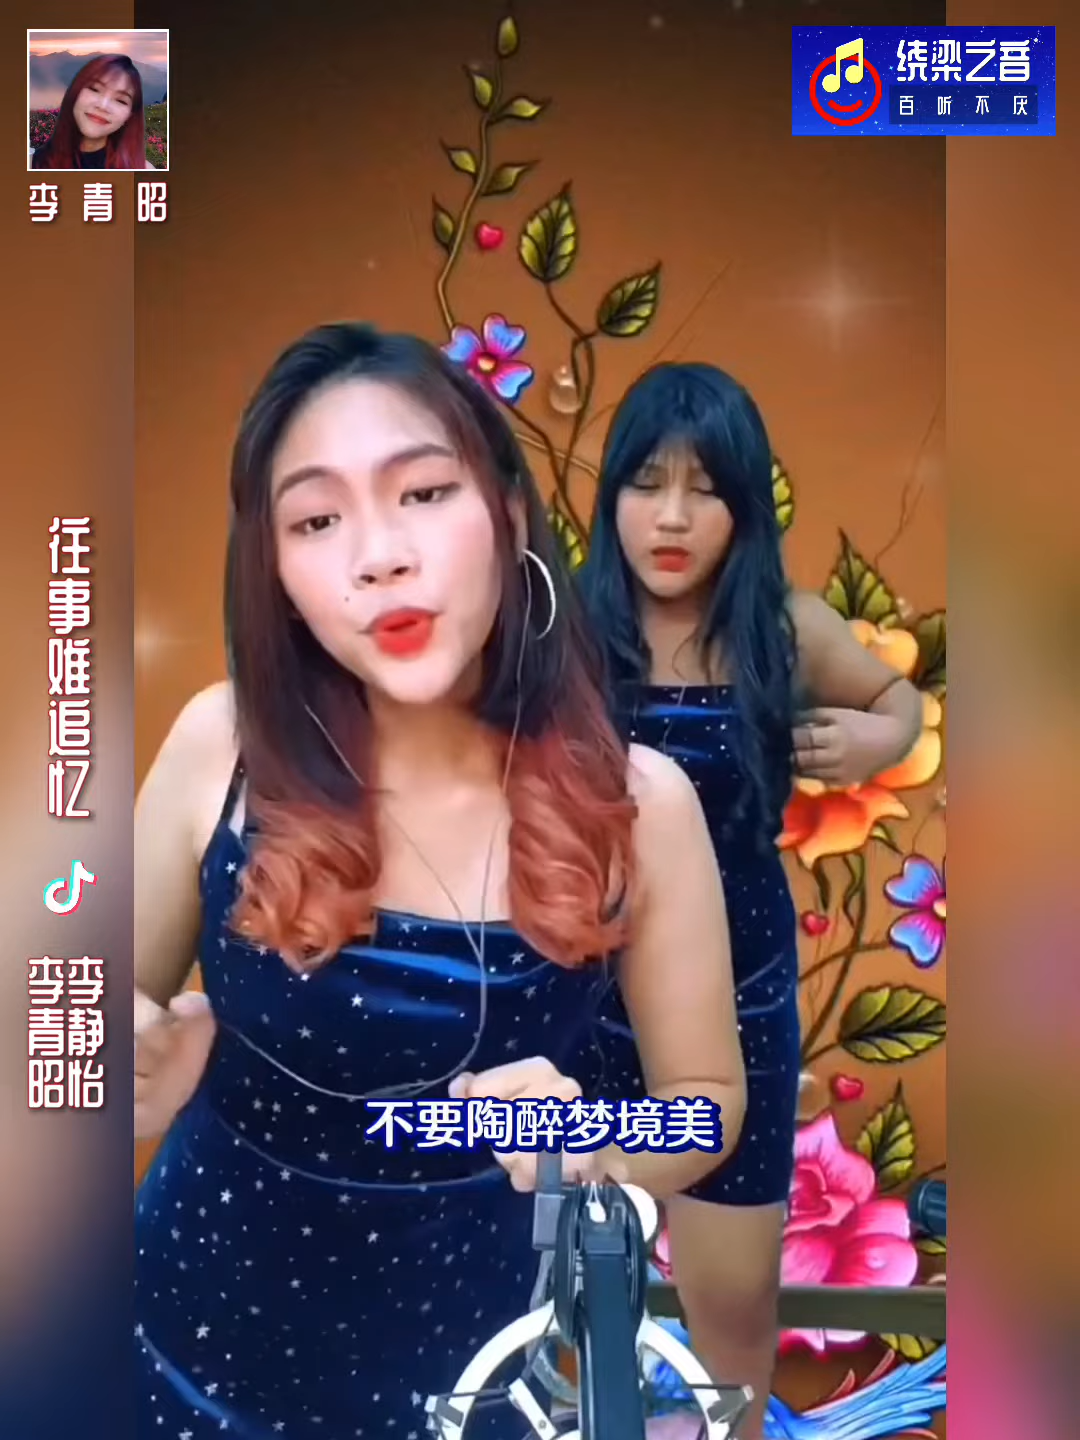 绕梁之音
百听不厌
李青昭
往事难追忆
李静怡
李青昭
不要陶醉梦境美